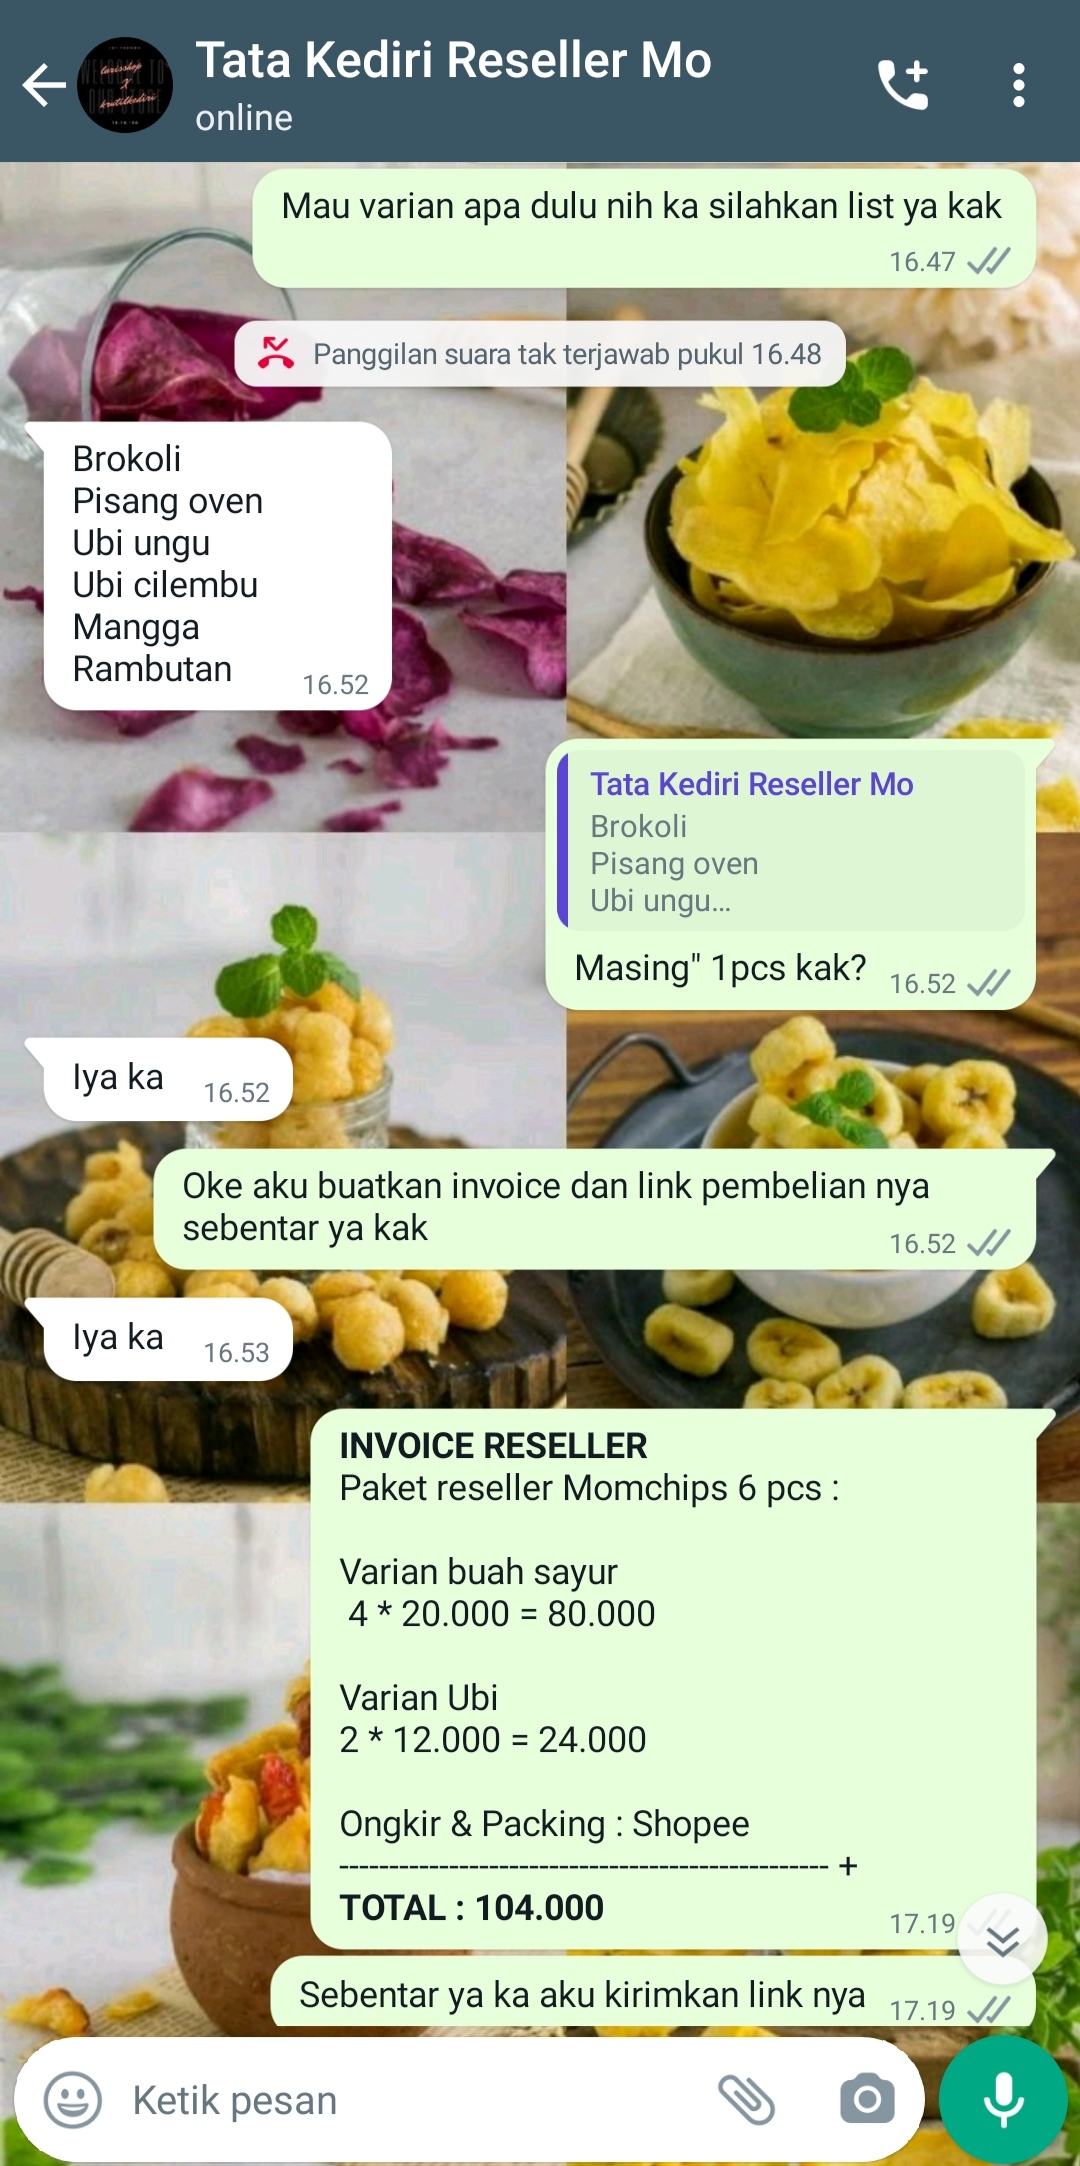 Tata Kediri Reseller Mo
online
Mau varian apa dulu nih ka silahkan list ya kak
16.47
Panggilan suara tak terjawab pukul 16.48
Brokoli
Pisang oven
Ubi ungu
Ubi cilembu
Mangga
Rambutan
16.52
Tata Kediri Reseller Mo
Brokoli
Pisang oven
Ubi ungu...
Masing" 1pcs kak?
16.52
Iya ka
16.52
Oke aku buatkan invoice dan link pembelian nya
sebentar ya kak
16.52
Iya ka
16.53
INVOICE RESELLER
Paket reseller Momchips 6 pcs :
Varian buah sayur
4 * 20.000 = 80.000
Varian Ubi
2 * 12.000 = 24.000
Ongkir & Packing : Shopee
------------------------------------------------- +
TOTAL : 104.000
17.19
Sebentar ya ka aku kirimkan link nya
17.19
Ketik pesan